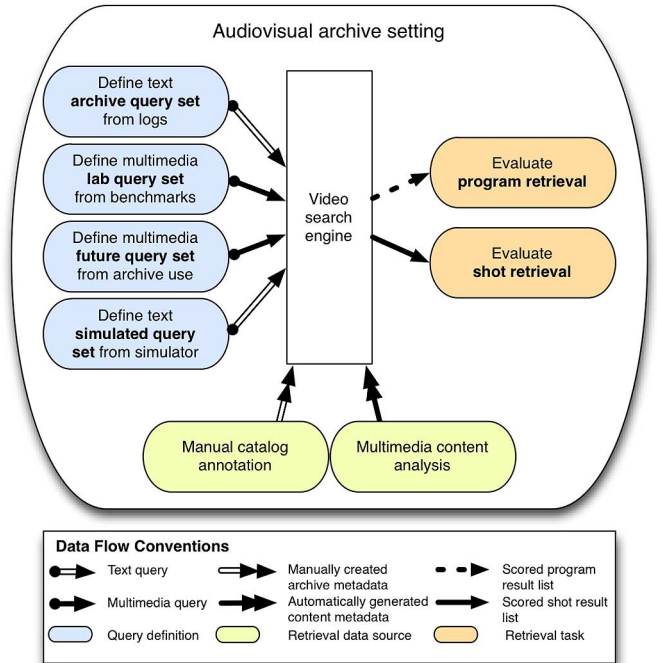 Audiovisual archive setting
Define text
archive query set
from logs
Define multimedia
lab query set
from benchmarks
Define multimedia
future query set
from archive use
Define text
simulated query
set from simulator
Video
search
engine
Evaluate
program retrieval
Evaluate
shot retrieval
Manual catalog
annotation
Multimedia content
analysis
Data Flow Conventions
Text query
Manually created
archive metadata
Scored program
result list
Multimedia query
Automatically generated
content metadata
Scored shot result
list
Query definition
Retrieval data source
Retrieval task